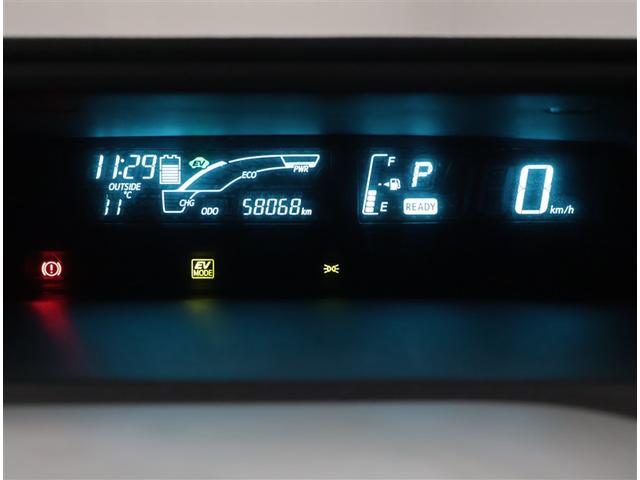 11:29
EV
ECO
PWR
OUTSIDE
°C
11
CHG
ODO 58068 km
F
E
P
READY
0 km/h
EV
MODE